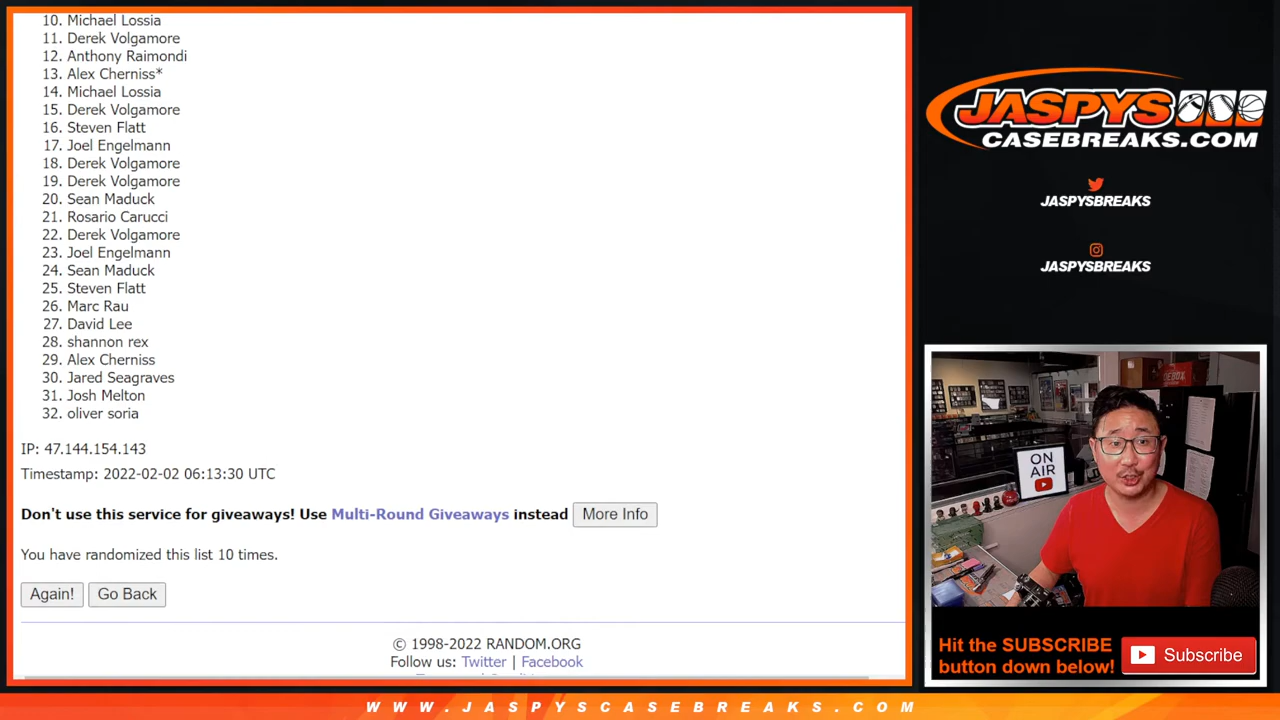 10. Michael Lossia
11. Derek Volgamore
12. Anthony Raimondi
13. Alex Cherniss*
14. Michael Lossia
15. Derek Volgamore
16. Steven Flatt
17. Joel Engelmann
18. Derek Volgamore
19. Derek Volgamore
20. Sean Maduck
21. Rosario Carucci
22. Derek Volgamore
23. Joel Engelmann
24. Sean Maduck
25. Steven Flatt
26. Marc Rau
27. David Lee
28. shannon rex
29. Alex Cherniss
30. Jared Seagraves
31. Josh Melton
32. oliver soria
IP: 47.144.154.143
Timestamp: 2022-02-02 06:13:30 UTC
Don't use this service for giveaways! Use Multi-Round Giveaways instead More Info
You have randomized this list 10 times.
Again! Go Back
© 1998-2022 RANDOM.ORG
Follow us: Twitter | Facebook
JASPYS
CASEBREAKS.COM
JASPYSBREAKS
JASPYSBREAKS
ON
AIR
Hit the SUBSCRIBE
button down below!
Subscribe
WWW.JASPYSCASEBREAKS.COM